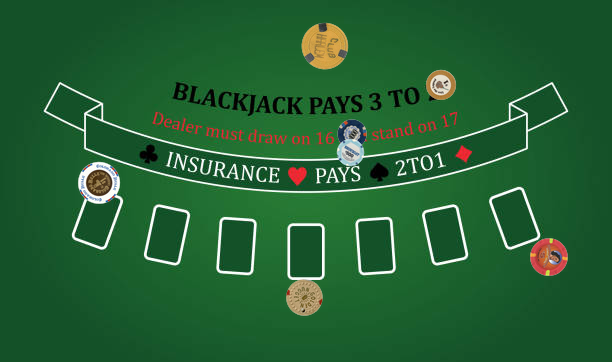 BLACKJACK PAYS 3 TO
Dealer must draw on 16 stand on 17
INSURANCE PAYS 2TO1